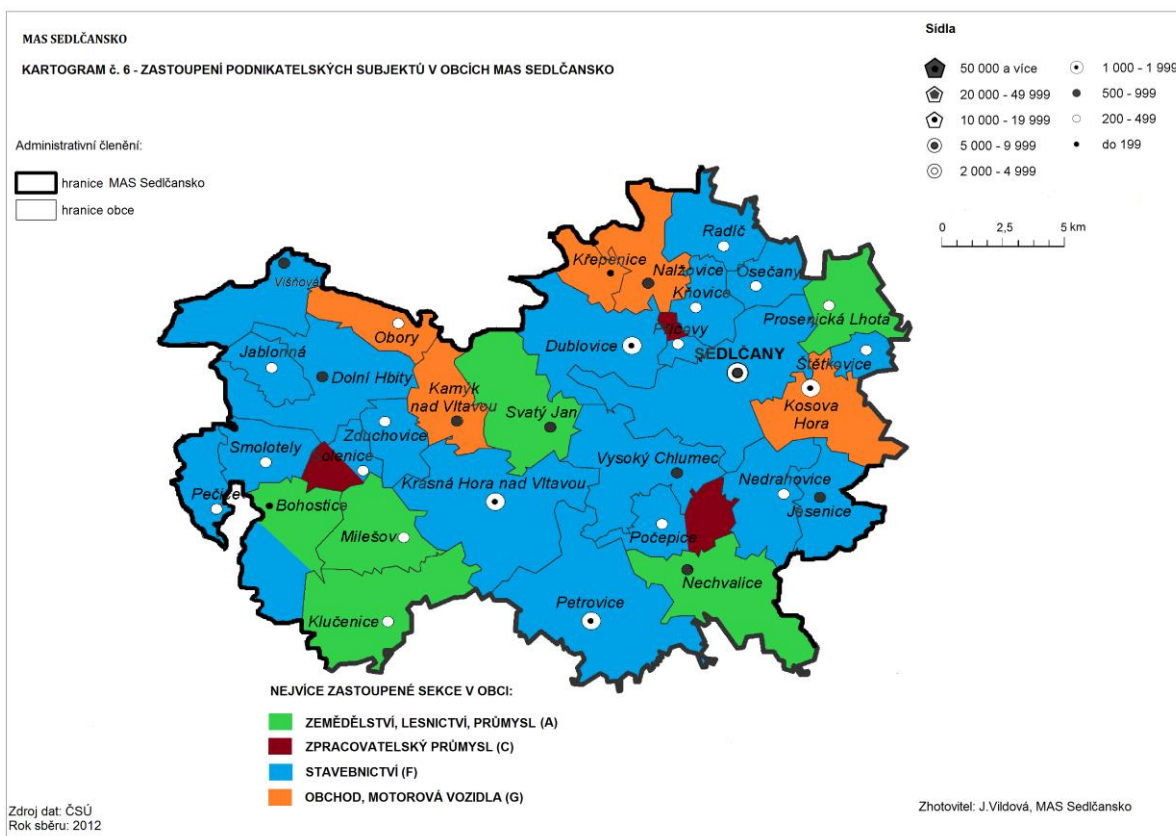 MAS SEDLČANSKO
KARTOGRAM č. 6 - ZASTOUPENÍ PODNIKATELSKÝCH SUBJEKTŮ V OBCÍCH MAS SEDLČANSKO
Sídla
50 000 a více
20 000 - 49 999
10 000 - 19 999
5 000 - 9 999
2 000 - 4 999
1 000 - 1 999
500 - 999
200 - 499
do 199
0 2,5 5 km
Administrativní členění:
hranice MAS Sedlčansko
hranice obce
Radíč
Křepenice
Osečany
Nalžovice
Višňová
Kňovice
Prosenická Lhota
Obory
Příčavy
Dublovice
SEDLČANY
Jablonná
Štětkovice
Dolní Hbity
Kamýk
nad Vltavou
Kosova
Hora
Svatý Jan
Zduchovice
Smolotely
Vysoký Chlumec
Krásná Hora nad Vltavou
Nedrahovice
Pečice
Bohostice
Jesenice
Milešov
Počepice
Nechvalice
Petrovice
Klučenice
NEJVÍCE ZASTOUPENÉ SEKCE V OBCI:
ZEMĚDĚLSTVÍ, LESNICTVÍ, PRŮMYSL (A)
ZPRACOVATELSKÝ PRŮMYSL (C)
STAVEBNICTVÍ (F)
OBCHOD, MOTOROVÁ VOZIDLA (G)
Zdroj dat: ČSÚ
Rok sběru: 2012
Zhotovitel: J.Vildová, MAS Sedlčansko